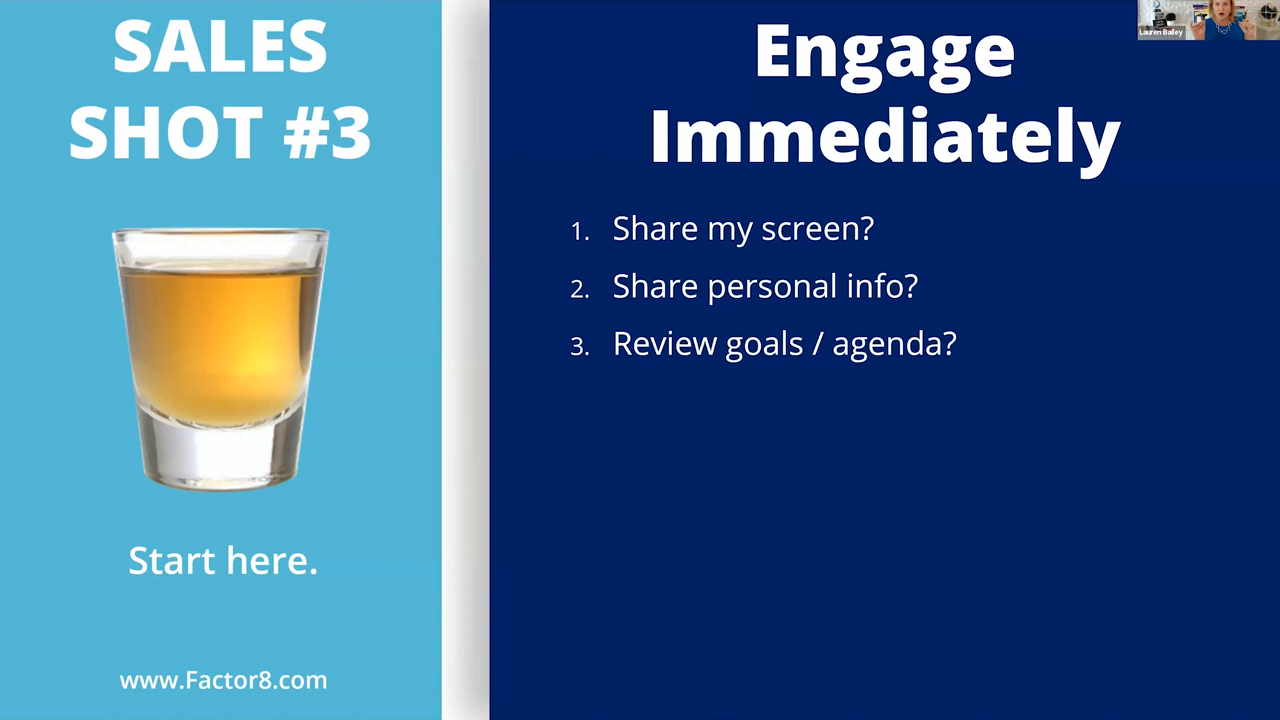 SALES
SHOT #3
Start here.
www.Factor8.com
Engage
Immediately
1. Share my screen?
2. Share personal info?
3. Review goals / agenda?
Lauren Bailey